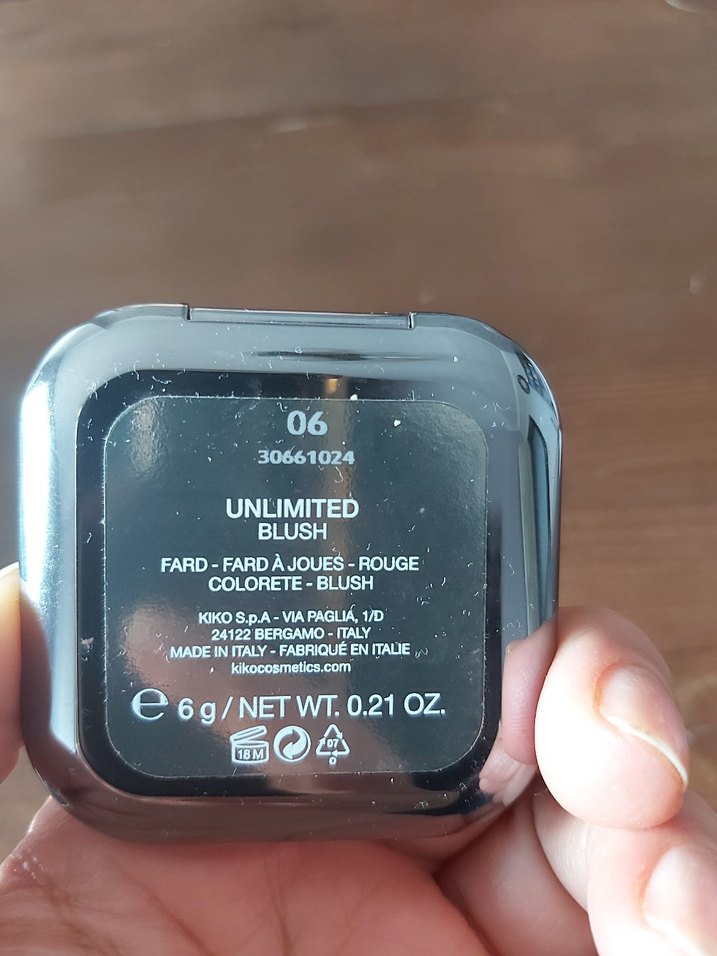 06
30661024
UNLIMITED
BLUSH
FARD - FARD À JOUES - ROUGE
COLORETE - BLUSH
KIKO S.p.A - VIA PAGLIA, 1/D
24122 BERGAMO - ITALY
MADE IN ITALY - FABRIQUÉ EN ITALIE
kikocosmetics.com
℮ 6 g / NET WT. 0.21 OZ.
18 M 07
O